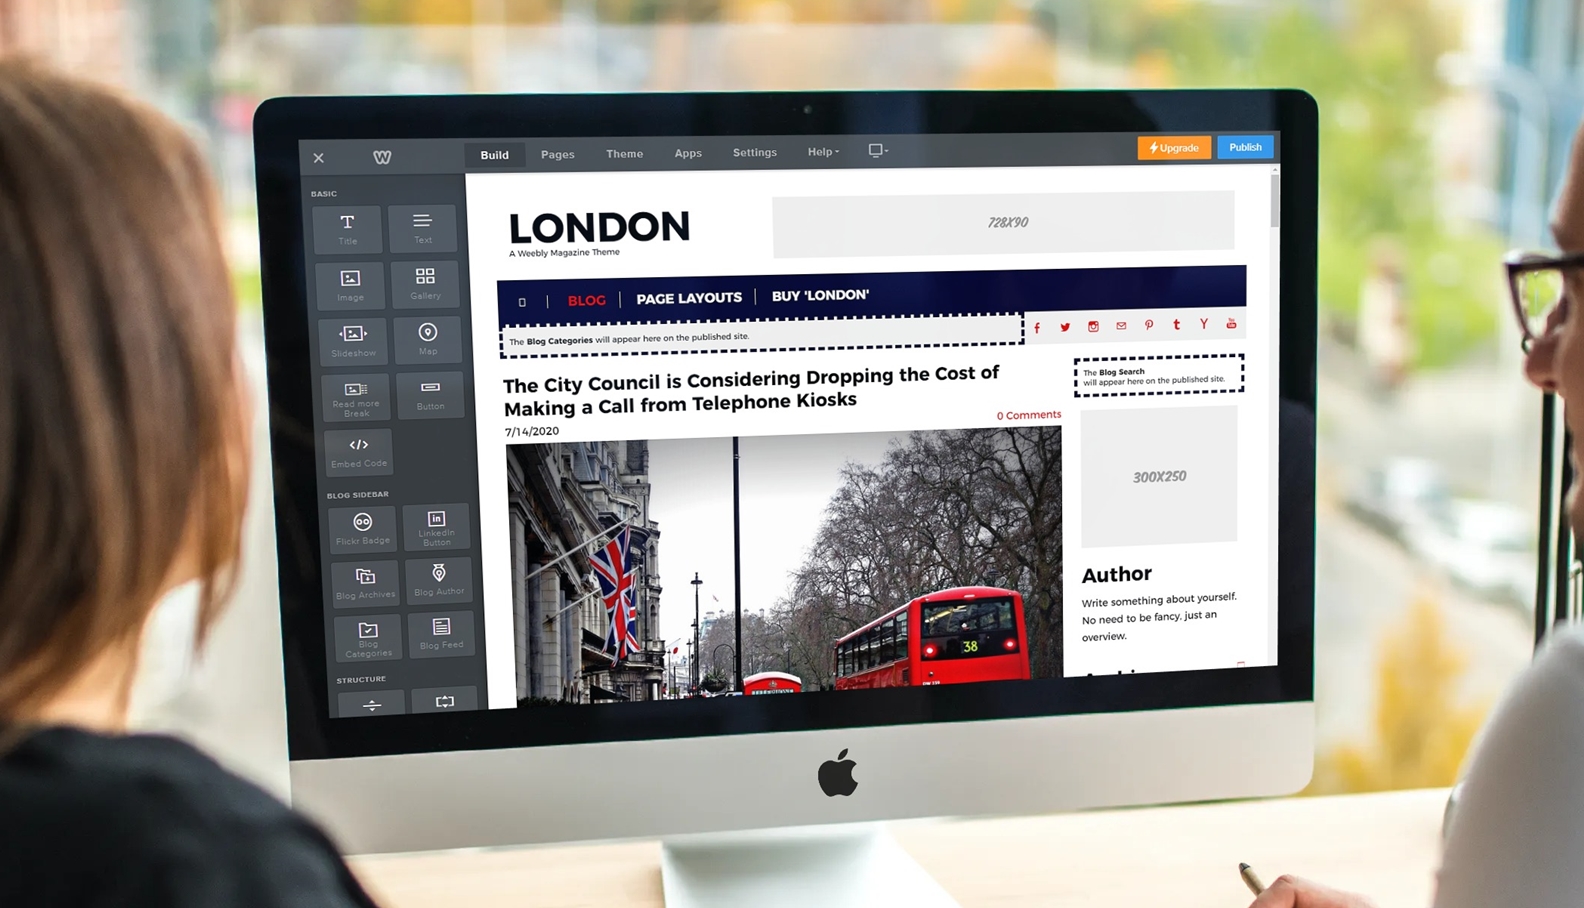 Build
Pages
Theme
Apps
Settings
Help
Upgrade
Publish
BASIC
Title
Text
Image
Gallery
Slideshow
Map
Read more
Break
Button
Embed Code
BLOG SIDEBAR
Flickr Badge
LinkedIn
Button
Blog Archives
Blog Author
Blog
Categories
Blog Feed
STRUCTURE
LONDON
A Weebly Magazine Theme
728X90
BLOG
PAGE LAYOUTS
BUY 'LONDON'
The Blog Categories will appear here on the published site.
The Blog Search
will appear here on the published site.
The City Council is Considering Dropping the Cost of
Making a Call from Telephone Kiosks
7/14/2020
0 Comments
38
TELEPHONE
300X250
Author
Write something about yourself.
No need to be fancy, just an
overview.